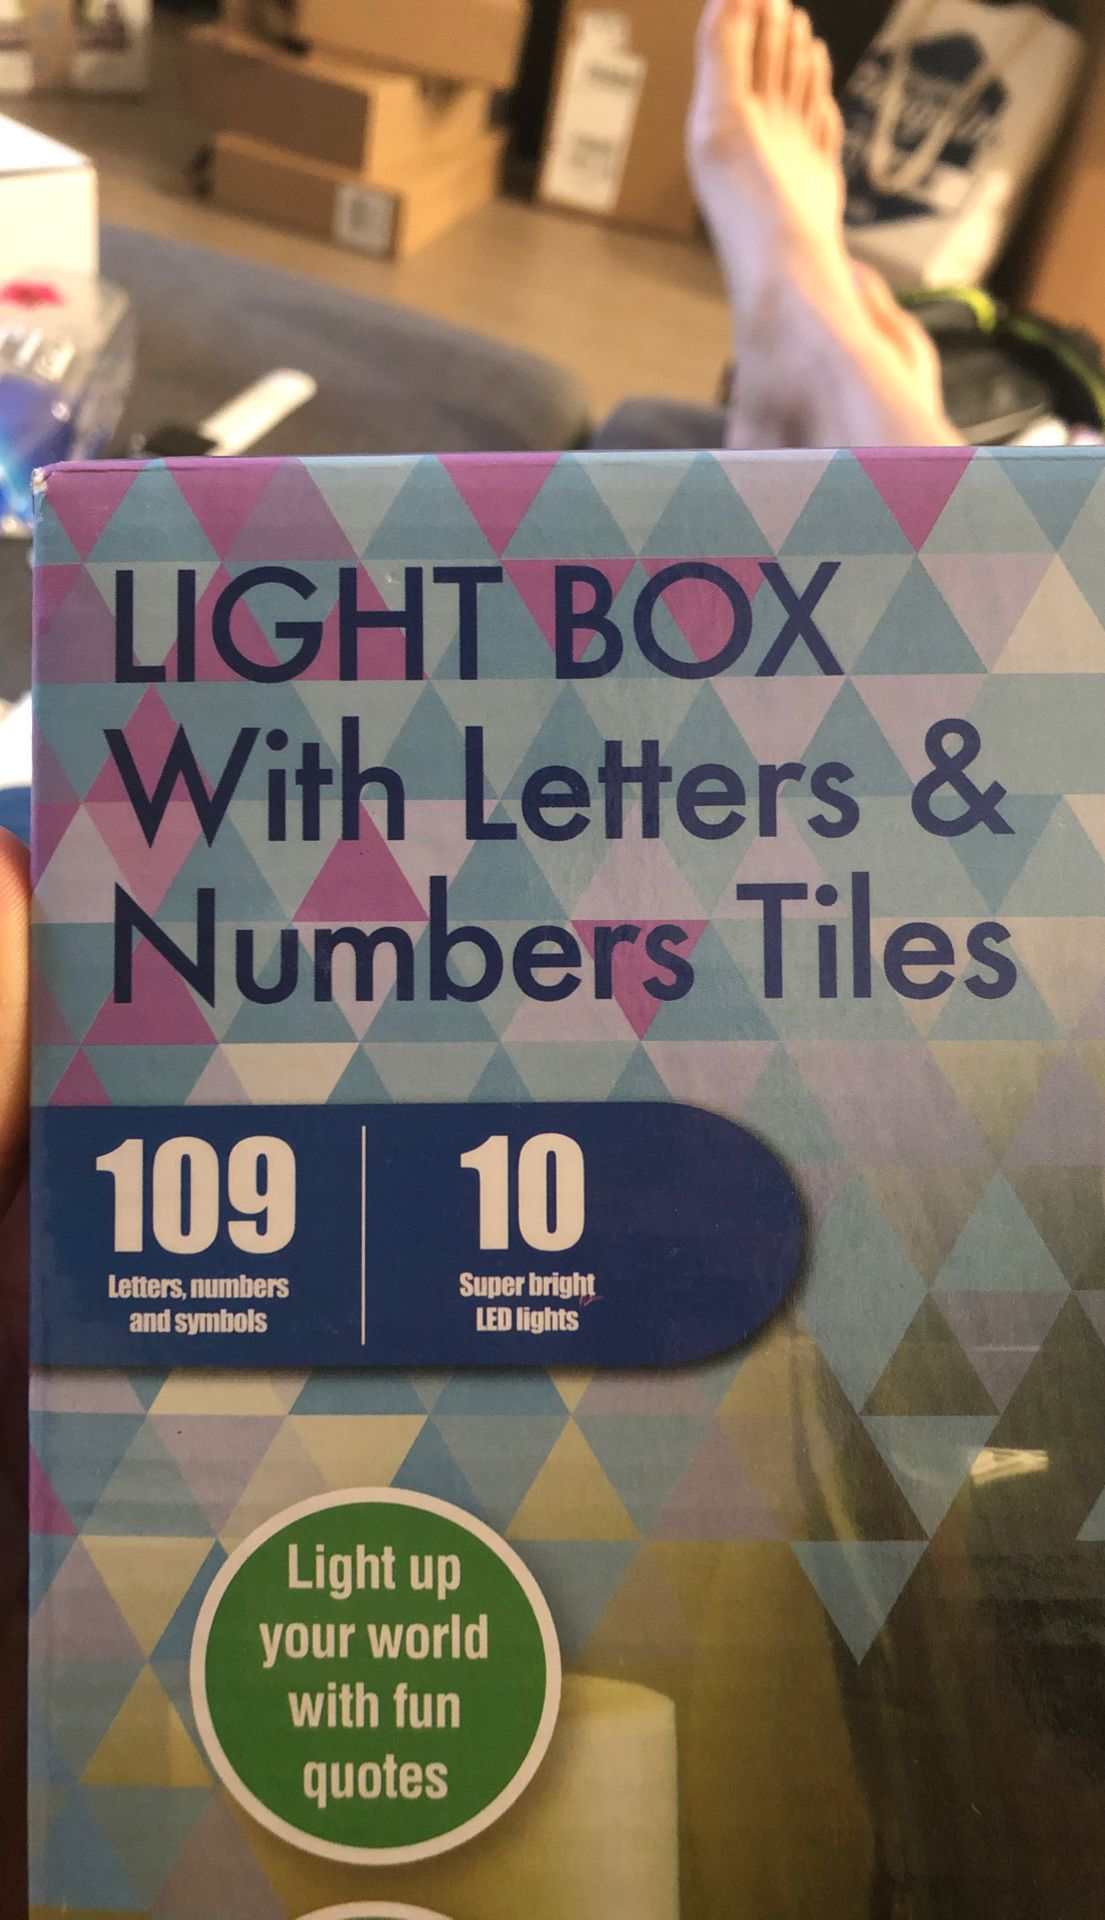 LIGHT BOX
With Letters &
Numbers Tiles
109
Letters, numbers
and symbols
10
Super bright
LED lights
Light up
your world
with fun
quotes